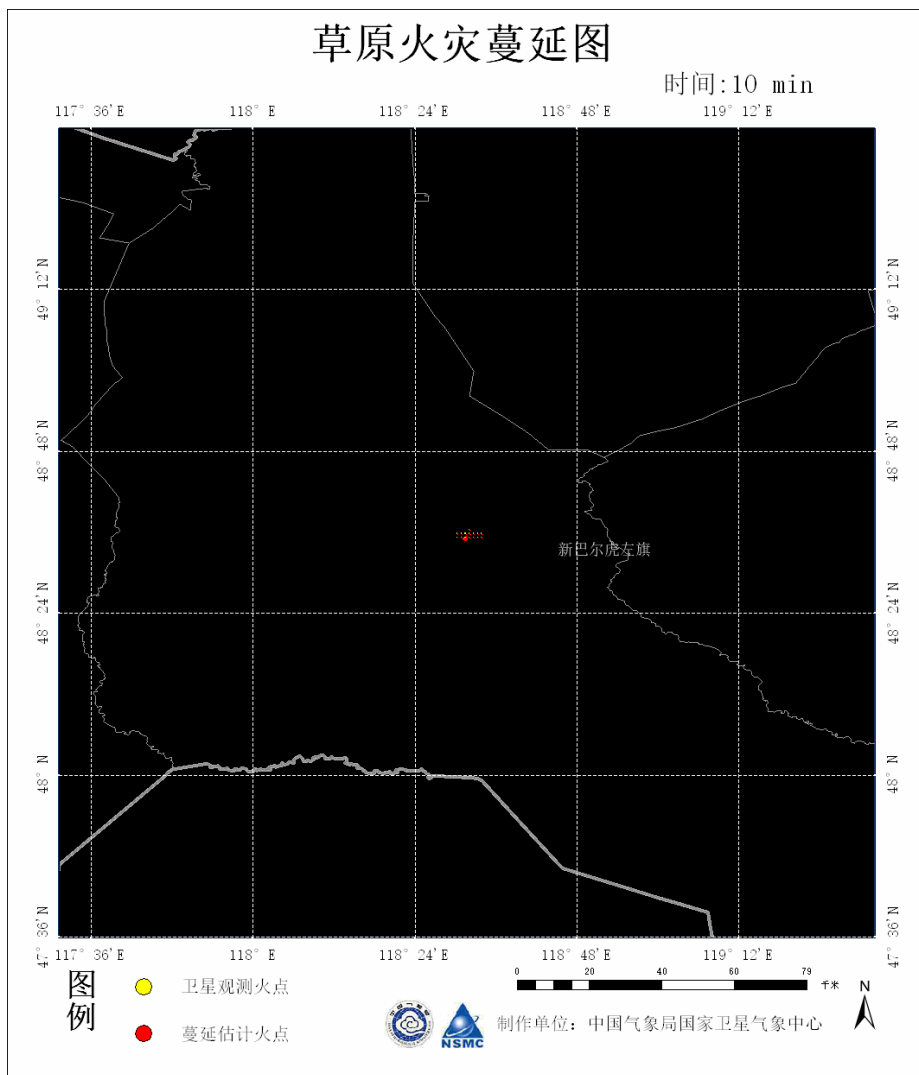 草原火灾蔓延图
时间:10 min
117° 36'E 118° E 118° 24'E 118° 48'E 119° 12'E
49° 12'N 49° 12'N
48° 48'N 48° 48'N
新巴尔虎左旗
48° 24'N 48° 24'N
48° N 48° N
47° 36'N 47° 36'N
117° 36'E 118° E 118° 24'E 118° 48'E 119° 12'E
图例
卫星观测火点
蔓延估计火点
0 20 40 60 79 千米
N
NSMC
制作单位: 中国气象局国家卫星气象中心